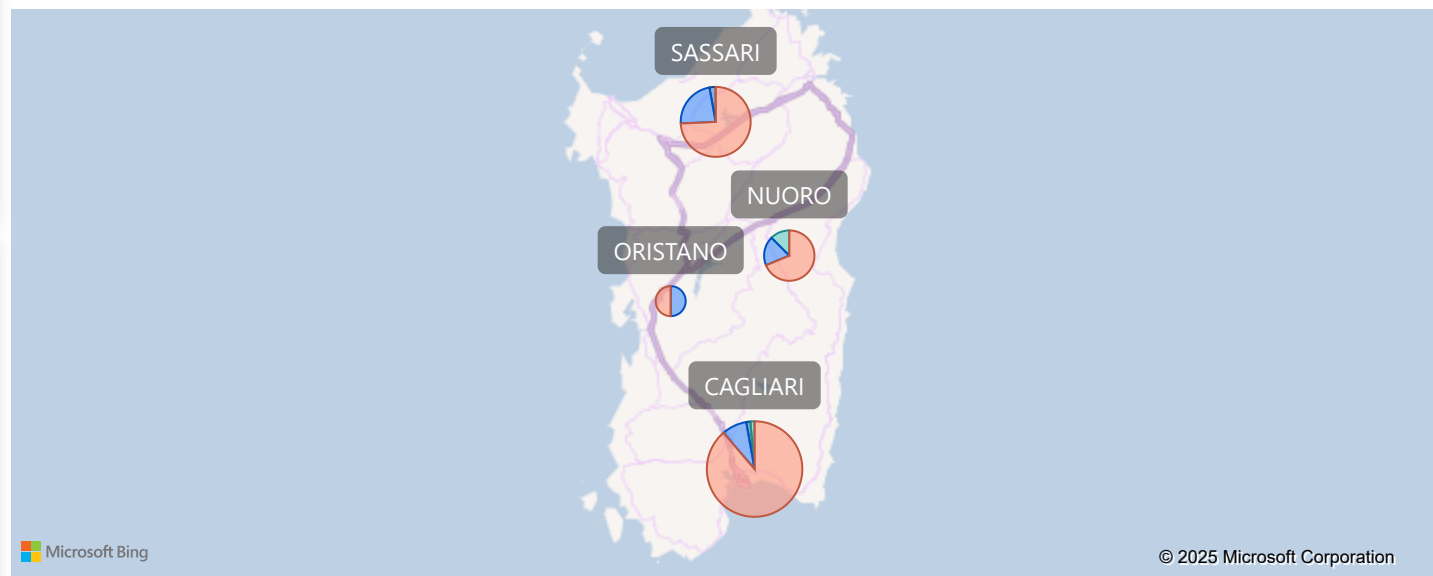 SASSARI
NUORO
ORISTANO
CAGLIARI
Microsoft Bing
© 2025 Microsoft Corporation